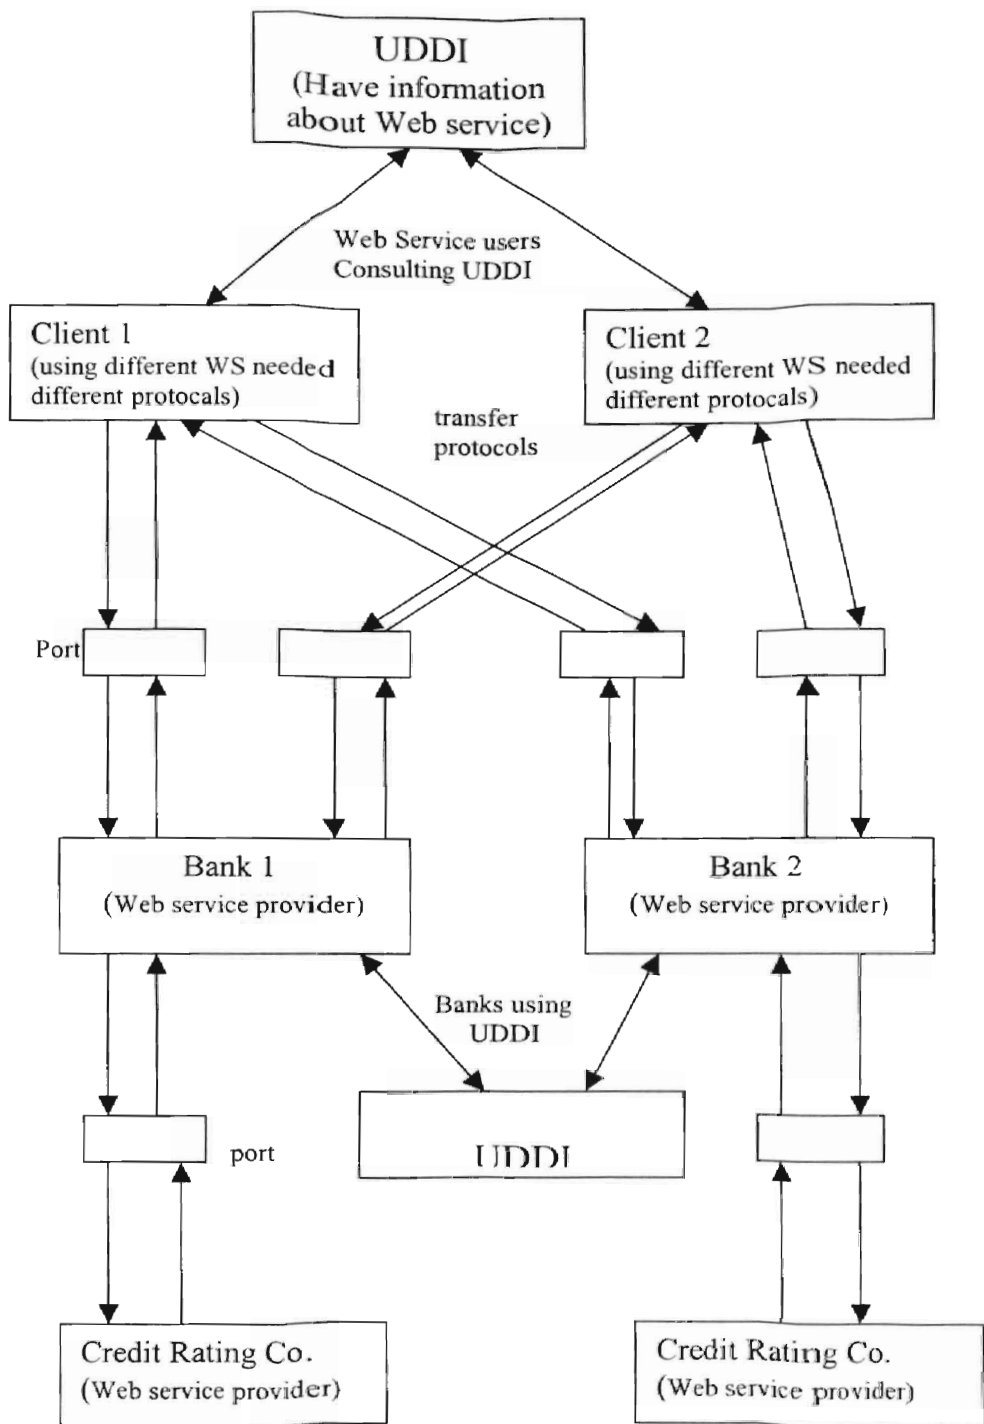 UDDI
(Have information
about Web service)
Web Service users
Consulting UDDI
Client 1
(using different WS needed
different protocals)
Client 2
(using different WS needed
different protocals)
transfer
protocols
Port
Bank 1
(Web service provider)
Bank 2
(Web service provider)
Banks using
UDDI
port
UDDI
Credit Rating Co.
(Web service provider)
Credit Rating Co.
(Web service provider)